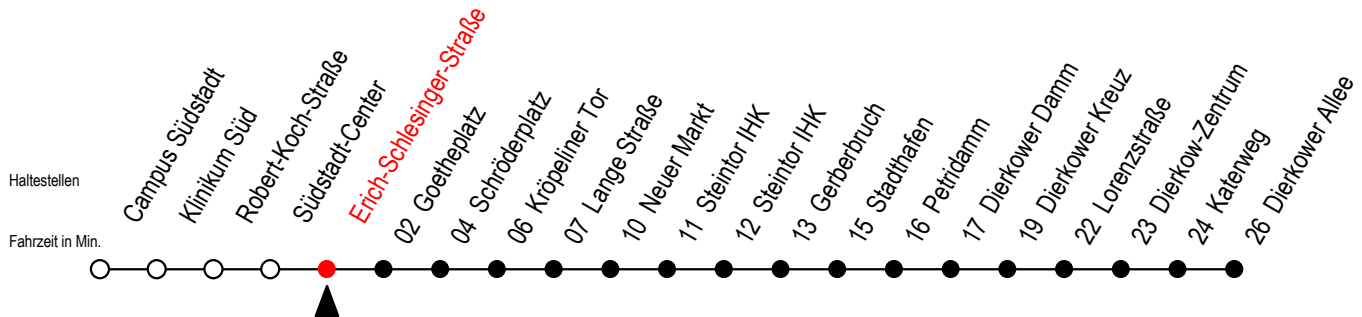 Haltestellen
Fahrzeit in Min.
Campus Südstadt
Klinikum Süd
Robert-Koch-Straße
Südstadt-Center
Erich-Schlesinger-Straße
02 Goetheplatz
04 Schröderplatz
06 Kröpeliner Tor
07 Lange Straße
10 Neuer Markt
11 Steintor IHK
12 Steintor IHK
13 Gerberbruch
15 Stadthafen
16 Petridamm
17 Dierkower Damm
19 Dierkower Kreuz
22 Lorenzstraße
23 Dierkow-Zentrum
24 Katerweg
26 Dierkower Allee